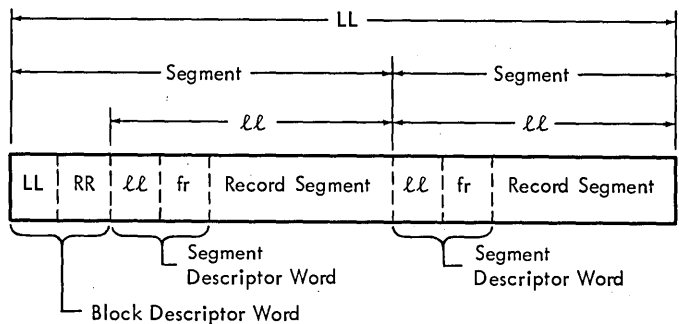 LL
Segment Segment
ℓℓ ℓℓ
LL RR ℓℓ fr Record Segment ℓℓ fr Record Segment
Segment
Descriptor Word
Segment
Descriptor Word
Block Descriptor Word